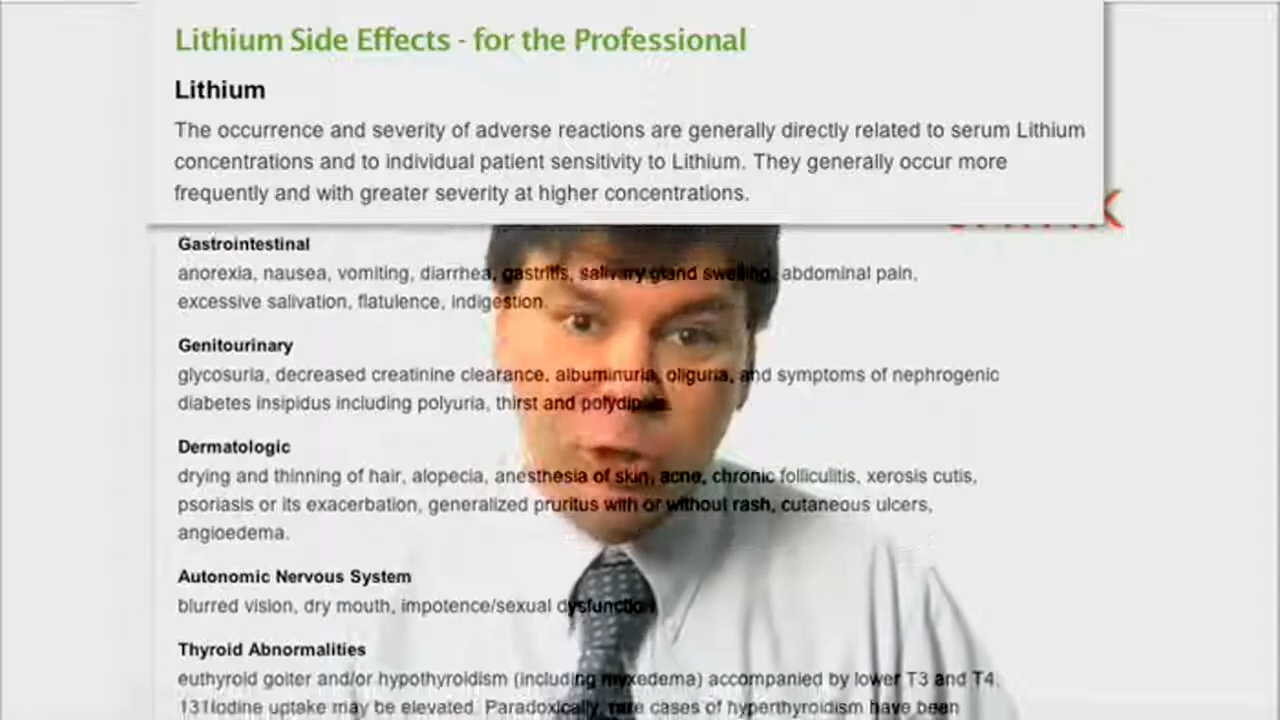 Lithium Side Effects - for the Professional
Lithium
The occurrence and severity of adverse reactions are generally directly related to serum Lithium
concentrations and to individual patient sensitivity to Lithium. They generally occur more
frequently and with greater severity at higher concentrations.
Gastrointestinal
anorexia, nausea, vomiting, diarrhea, gastritis, salivary gland swelling, abdominal pain,
excessive salivation, flatulence, indigestion.
Genitourinary
glycosuria, decreased creatinine clearance, albuminuria, oliguria, and symptoms of nephrogenic
diabetes insipidus including polyuria, thirst and polydipsia.
Dermatologic
drying and thinning of hair, alopecia, anesthesia of skin, acne, chronic folliculitis, xerosis cutis,
psoriasis or its exacerbation, generalized pruritus with or without rash, cutaneous ulcers,
angioedema.
Autonomic Nervous System
blurred vision, dry mouth, impotence/sexual dysfunction
Thyroid Abnormalities
euthyroid goiter and/or hypothyroidism (including myxedema) accompanied by lower T3 and T4.
131Iodine uptake may be elevated. Paradoxically, rare cases of hyperthyroidism have been